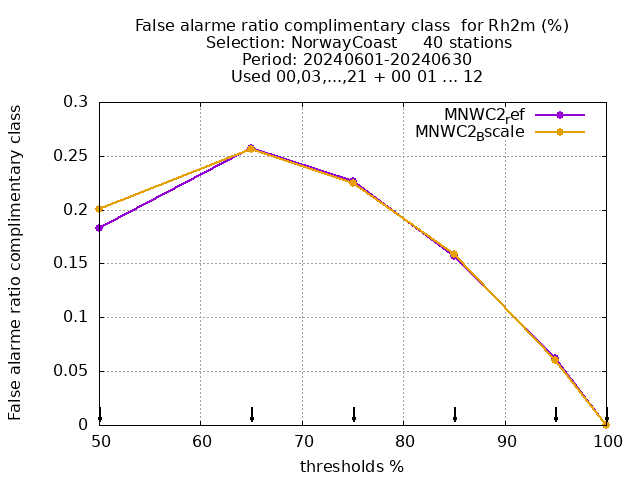 False alarme ratio complimentary class  for Rh2m (%)
Selection: NorwayCoast     40 stations
Period: 20240601-20240630
Used 00,03,...,21 + 00 01 ... 12
MNWC2_ref
MNWC2_Bscale
False alarme ratio complimentary class
0.3
0.25
0.2
0.15
0.1
0.05
0
50 60 70 80 90 100
thresholds %